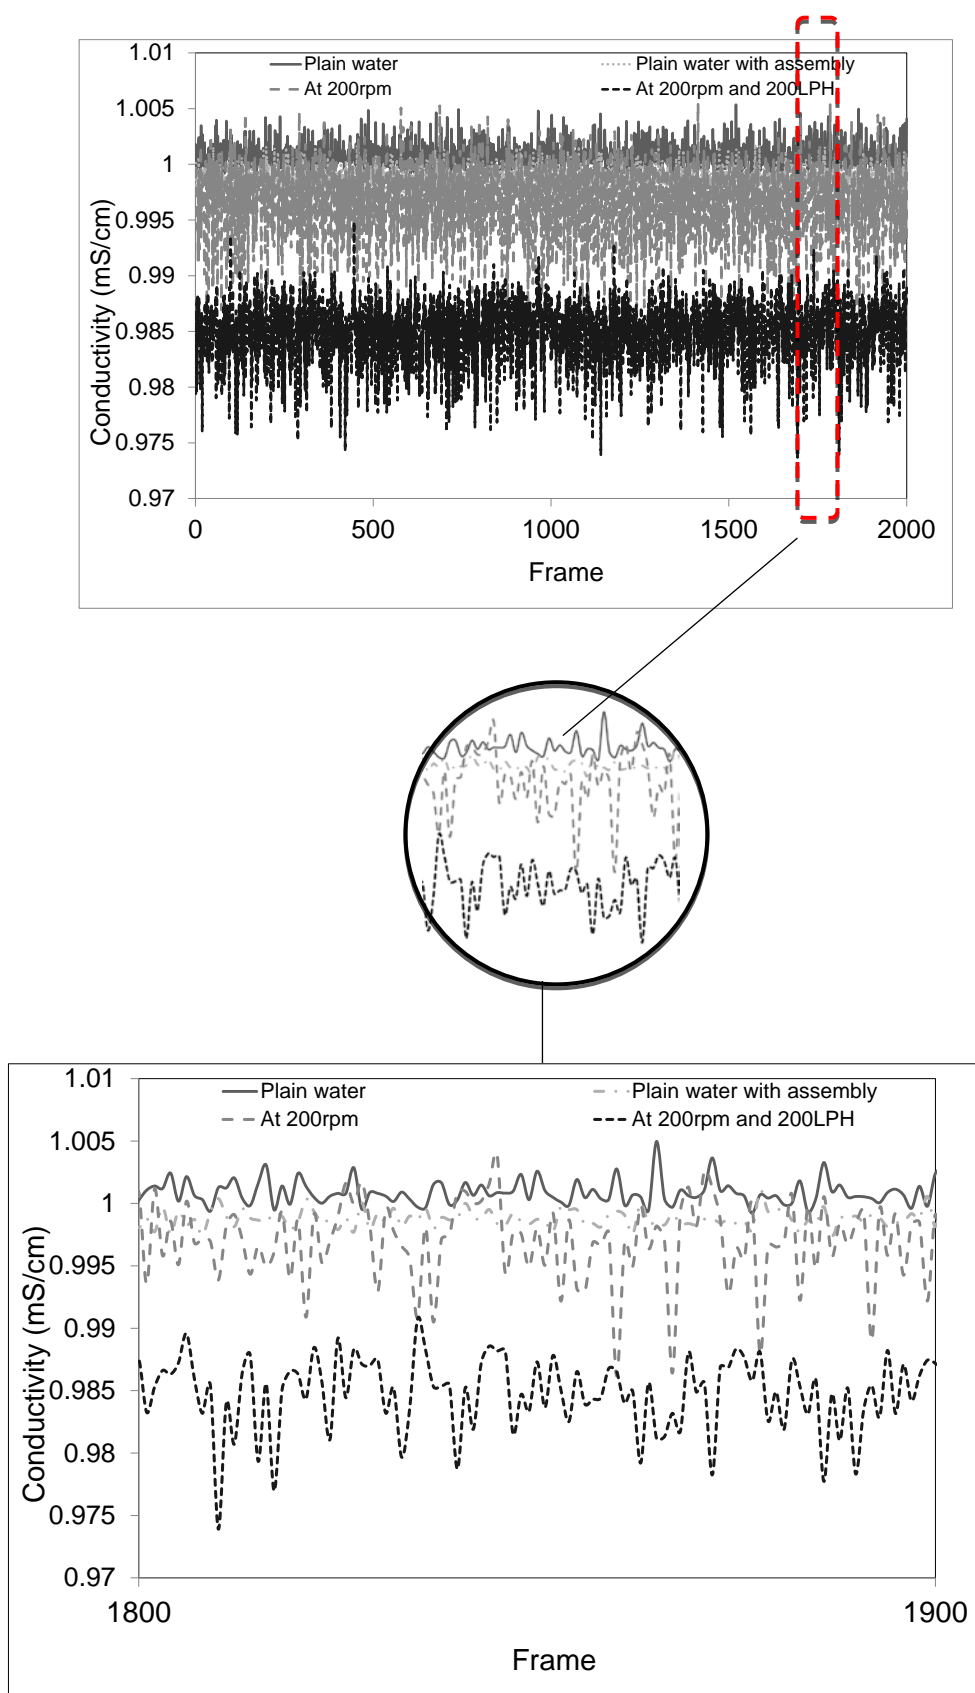 1.01
Plain water
Plain water with assembly
At 200rpm
At 200rpm and 200LPH
1.005
1
0.995
0.99
0.985
0.98
0.975
0.97
Conductivity (mS/cm)
0
500
1000
1500
2000
Frame
1.01
Plain water
Plain water with assembly
At 200rpm
At 200rpm and 200LPH
1.005
1
0.995
0.99
0.985
0.98
0.975
0.97
Conductivity (mS/cm)
1800
1900
Frame